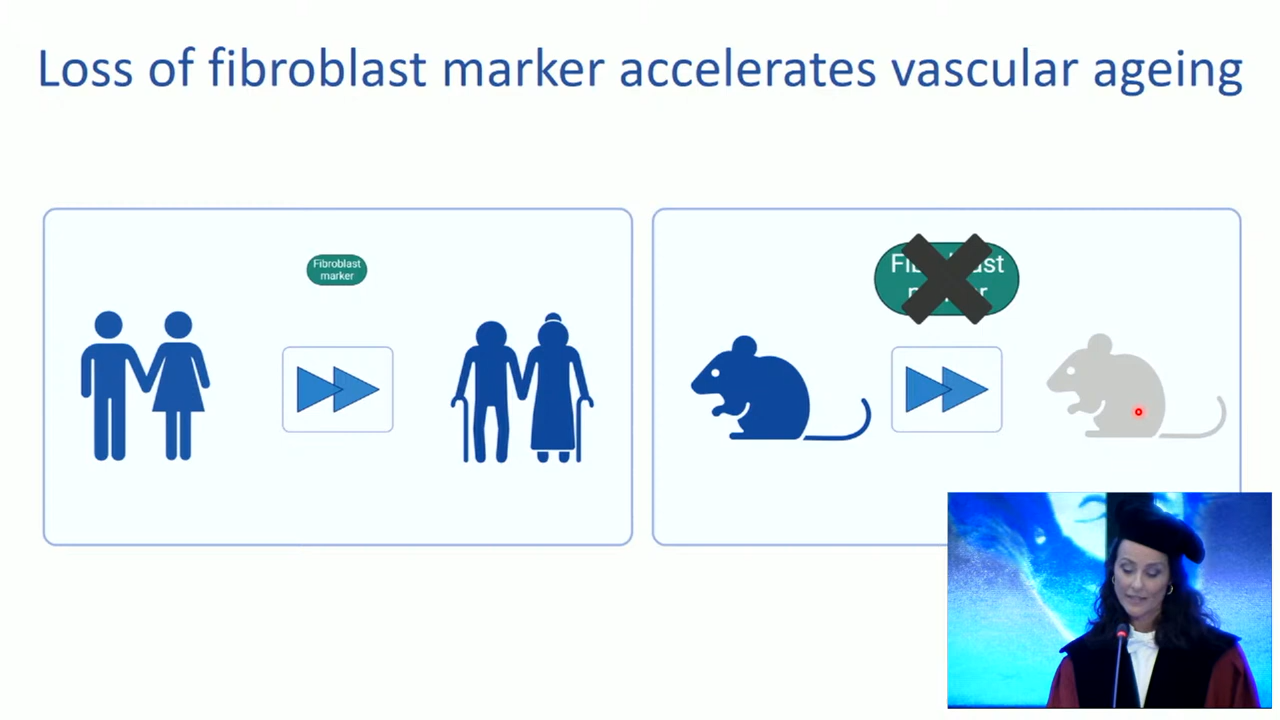 Loss of fibroblast marker accelerates vascular ageing
Fibroblast
marker